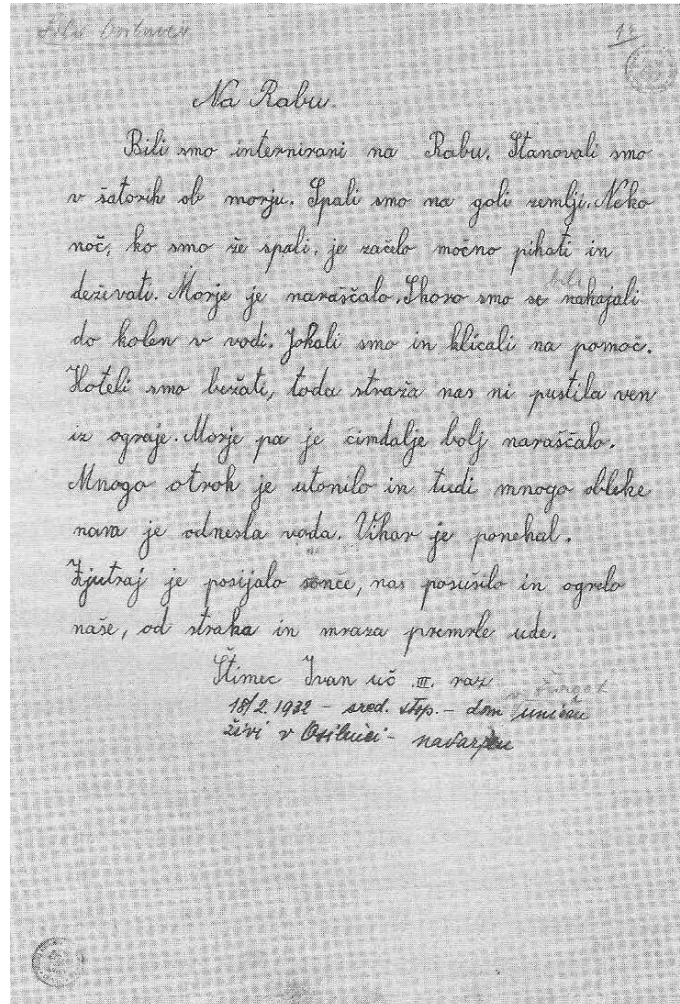 12
Na Rabu.
Bili smo internirani na Rabu. Stanovali smo
v šatorih ob morju. Spali smo na goli zemlji. Neko
noč, ko smo že spali, je začelo močno pihati in
deževati. Morje je naraščalo. Skoro smo se bili nahajali
do kolen v vodi. Jokali smo in klicali na pomoč.
Hoteli smo bežati, toda straža nas ni pustila ven
iz ograje. Morje pa je čimdalje bolj naraščalo.
Mnogo otrok je utonilo in tudi mnogo obleke
nam je odnesla voda. Vihar je ponehal.
Zjutraj je posijalo sonce, nas posušilo in ogrelo
naše, od straha in mraza premrle ude.
Štimec Ivan uč. III. raz
18/2. 1932 – sred. stop. – dom uničen
živi v Osilnici –